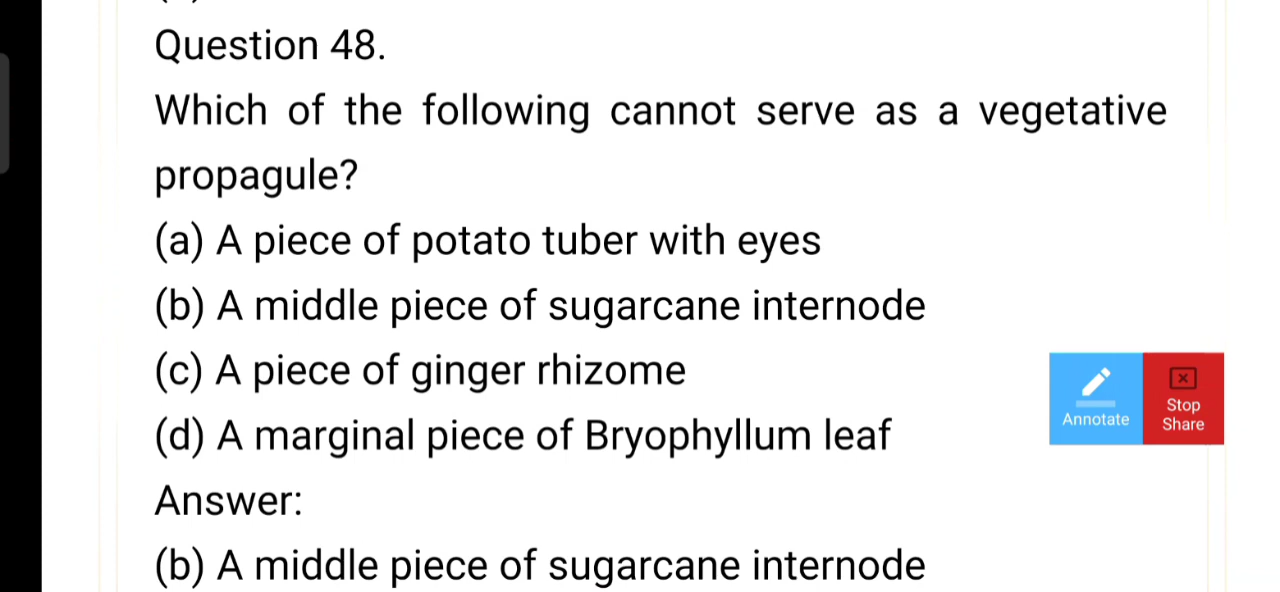 Question 48.
Which of the following cannot serve as a vegetative
propagule?
(a) A piece of potato tuber with eyes
(b) A middle piece of sugarcane internode
(c) A piece of ginger rhizome
(d) A marginal piece of Bryophyllum leaf
Annotate
Stop
Share
Answer:
(b) A middle piece of sugarcane internode